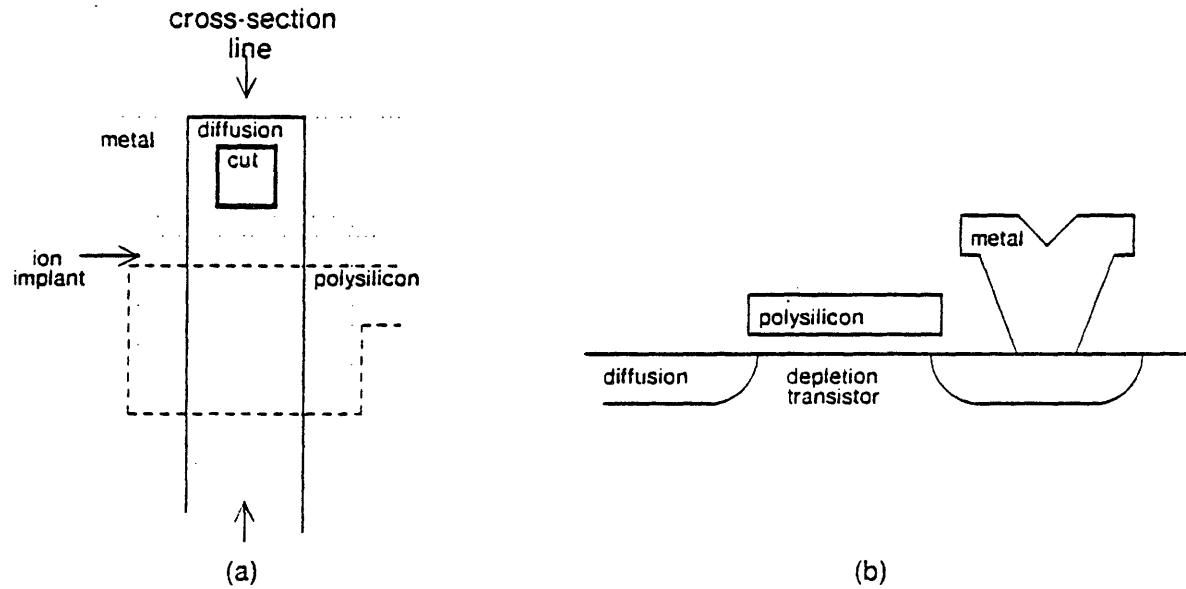 cross-section
line
metal
diffusion
cut
ion
implant
polysilicon
(a)
metal
polysilicon
diffusion
depletion
transistor
(b)